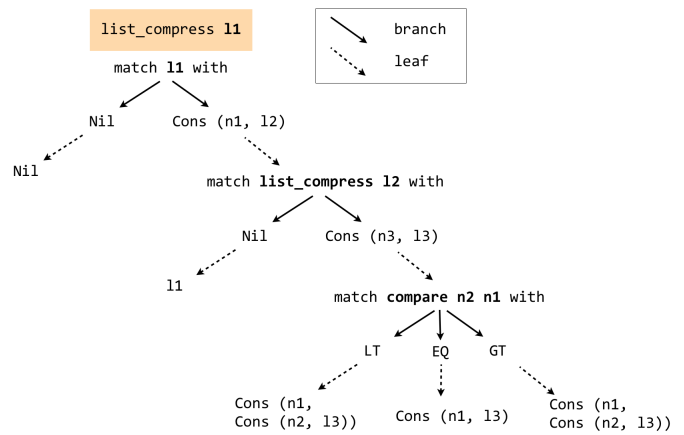 list_compress l1
branch
leaf
match l1 with
Nil
Cons (n1, l2)
Nil
match list_compress l2 with
Nil
Cons (n3, l3)
l1
match compare n2 n1 with
LT
EQ
GT
Cons (n1,
Cons (n2, l3))
Cons (n1, l3)
Cons (n1,
Cons (n2, l3))